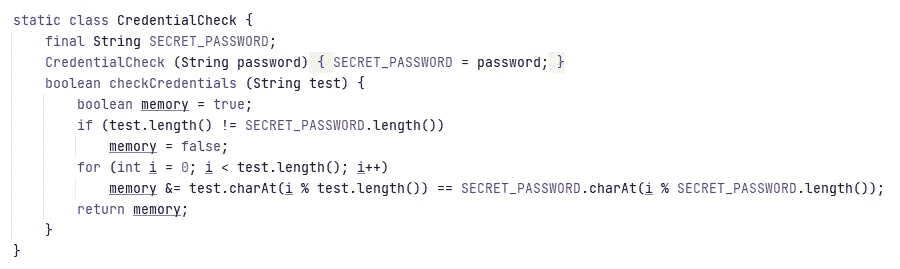 static class CredentialCheck {
    final String SECRET_PASSWORD;
    CredentialCheck (String password) { SECRET_PASSWORD = password; }
    boolean checkCredentials (String test) {
        boolean memory = true;
        if (test.length() != SECRET_PASSWORD.length())
            memory = false;
        for (int i = 0; i < test.length(); i++)
            memory &= test.charAt(i % test.length()) == SECRET_PASSWORD.charAt(i % SECRET_PASSWORD.length());
        return memory;
    }
}